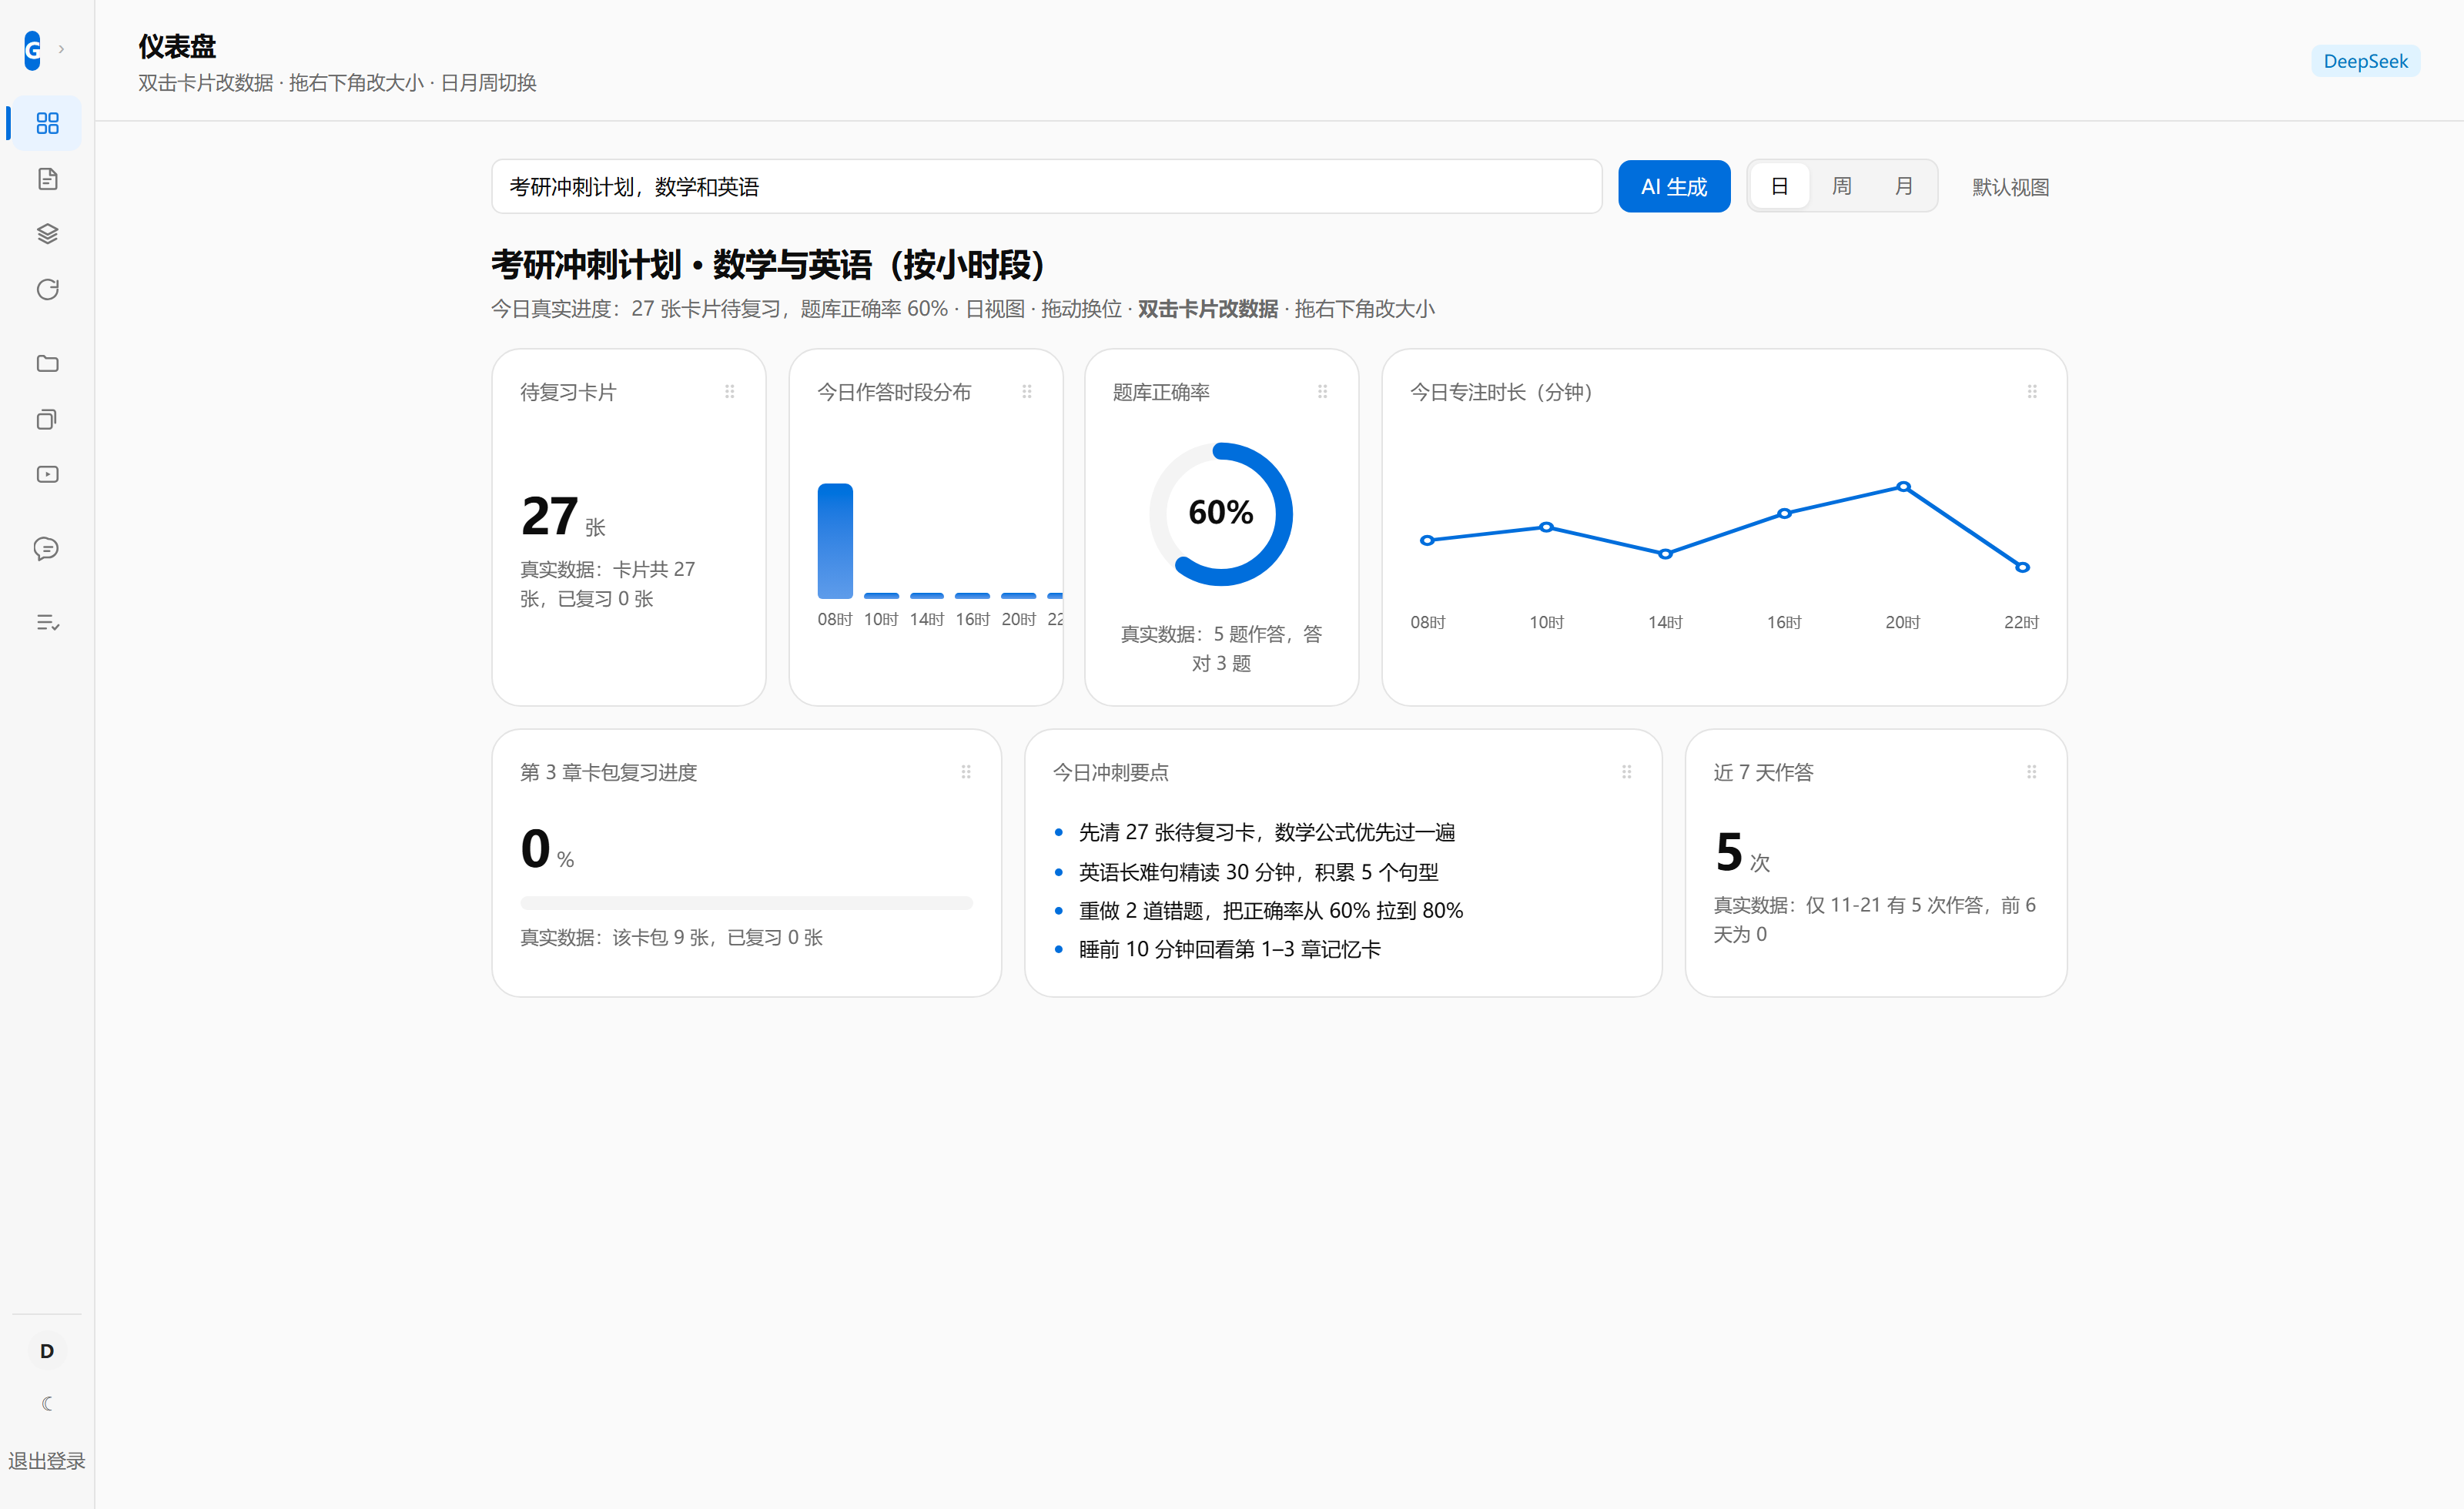 G
仪表盘
双击卡片改数据 · 拖右下角改大小 · 日月周切换
DeepSeek
考研冲刺计划，数学和英语
AI 生成
日
周
月
默认视图
考研冲刺计划 • 数学与英语（按小时段）
今日真实进度：27 张卡片待复习，题库正确率 60% · 日视图 · 拖动换位 · 双击卡片改数据 · 拖右下角改大小
待复习卡片
27 张
真实数据：卡片共 27
张，已复习 0 张
今日作答时段分布
08时 10时 14时 16时 20时 22
题库正确率
60%
真实数据：5 题作答，答
对 3 题
今日专注时长（分钟）
08时 10时 14时 16时 20时 22时
第 3 章卡包复习进度
0 %
真实数据：该卡包 9 张，已复习 0 张
今日冲刺要点
先清 27 张待复习卡，数学公式优先过一遍
英语长难句精读 30 分钟，积累 5 个句型
重做 2 道错题，把正确率从 60% 拉到 80%
睡前 10 分钟回看第 1–3 章记忆卡
近 7 天作答
5 次
真实数据：仅 11-21 有 5 次作答，前 6
天为 0
D
退出登录